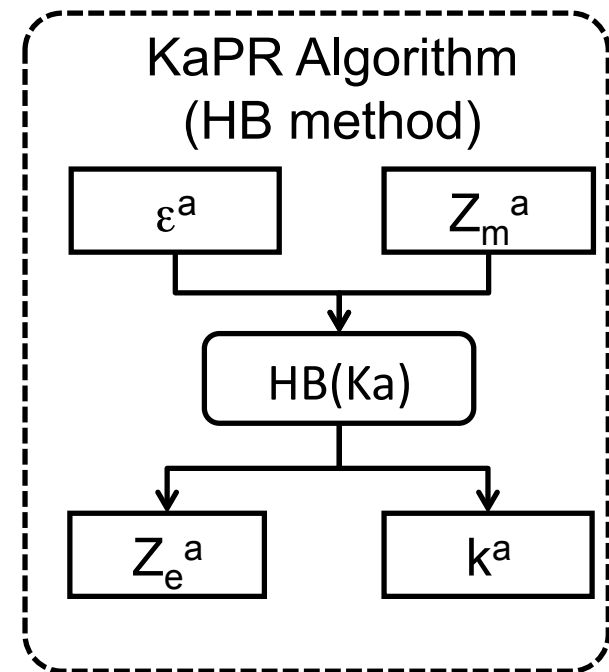 KaPR Algorithm
(HB method)
εᵃ
Zₘᵃ
HB(Ka)
Zₑᵃ
kᵃ